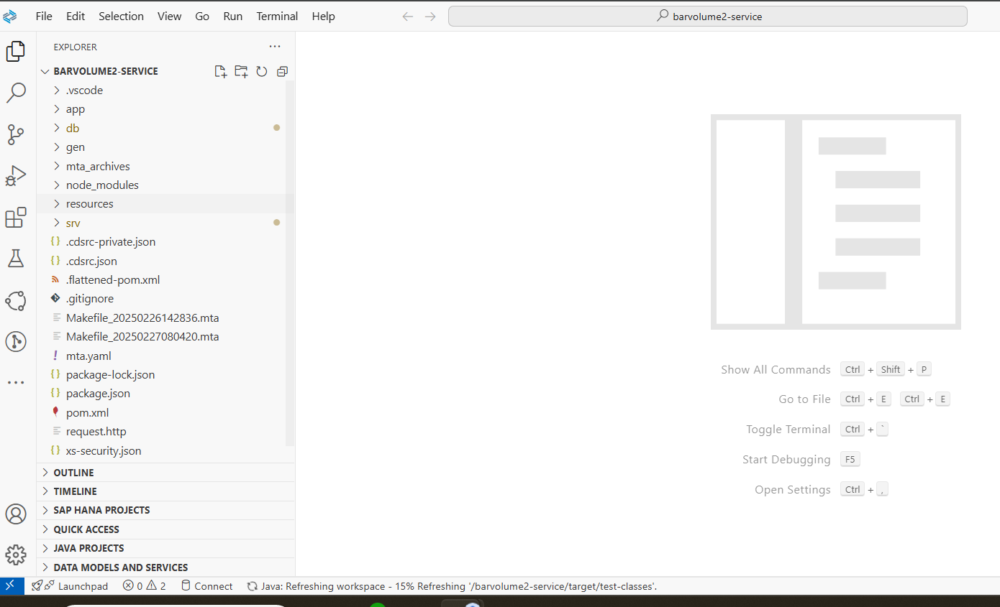 File Edit Selection View Go Run Terminal Help
barvolume2-service
EXPLORER
BARVOLUME2-SERVICE
.vscode
app
db
gen
mta_archives
node_modules
resources
srv
.cdsrc-private.json
.cdsrc.json
.flattened-pom.xml
.gitignore
Makefile_20250226142836.mta
Makefile_20250227080420.mta
mta.yaml
package-lock.json
package.json
pom.xml
request.http
xs-security.json
OUTLINE
TIMELINE
SAP HANA PROJECTS
QUICK ACCESS
JAVA PROJECTS
DATA MODELS AND SERVICES
Show All Commands Ctrl + Shift + P
Go to File Ctrl + E Ctrl + E
Toggle Terminal Ctrl + `
Start Debugging F5
Open Settings Ctrl + ,
Launchpad 0 2 Connect Java: Refreshing workspace - 15% Refreshing '/barvolume2-service/target/test-classes'.